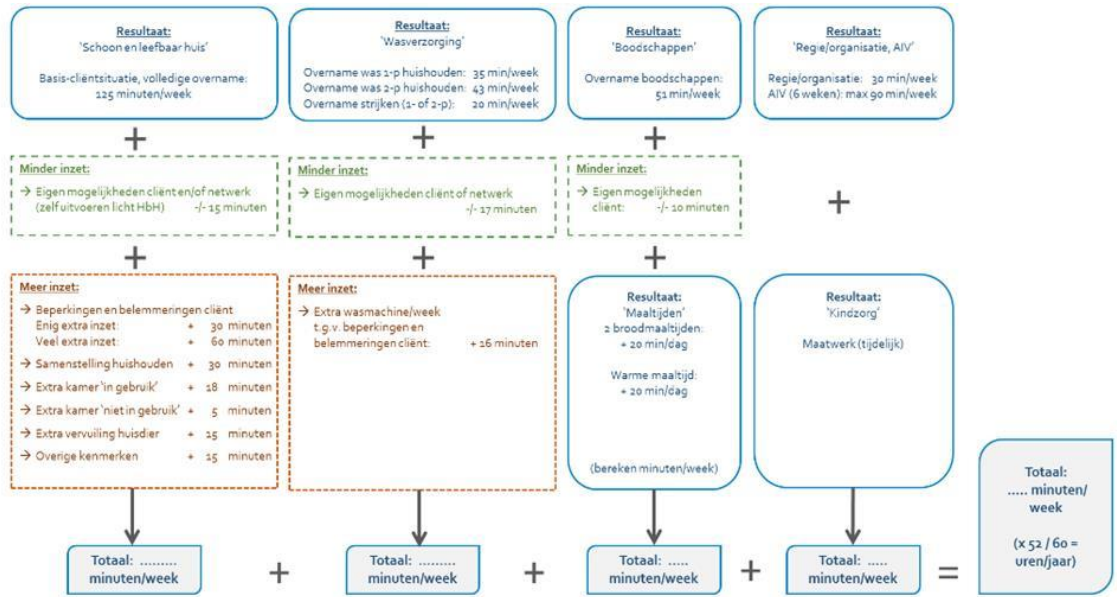 Resultaat:
'Schoon en leefbaar huis'
Basis-cliëntsituatie, volledige overname:
125 minuten/week
Resultaat:
'Wasverzorging'
Overname was 1-p huishouden: 35 min/week
Overname was 2-p huishouden: 43 min/week
Overname strijken (1- of 2-p): 20 min/week
Resultaat:
'Boodschappen'
Overname boodschappen:
51 min/week
Resultaat:
'Regie/organisatie, AIV'
Regie/organisatie: 30 min/week
AIV (6 weken): max 90 min/week
+
+
+
Minder inzet:
→ Eigen mogelijkheden cliënt en/of netwerk
(zelf uitvoeren licht HbH) -/- 15 minuten
Minder inzet:
→ Eigen mogelijkheden cliënt of netwerk
-/- 17 minuten
Minder inzet:
→ Eigen mogelijkheden
cliënt: -/- 10 minuten
+
+
+
+
Meer inzet:
→ Beperkingen en belemmeringen cliënt
Enig extra inzet: + 30 minuten
Veel extra inzet: + 60 minuten
→ Samenstelling huishouden + 30 minuten
→ Extra kamer 'in gebruik' + 18 minuten
→ Extra kamer 'niet in gebruik' + 5 minuten
→ Extra vervuiling huisdier + 15 minuten
→ Overige kenmerken + 15 minuten
Meer inzet:
→ Extra wasmachine/week
t.g.v. beperkingen en
belemmeringen cliënt: + 16 minuten
Resultaat:
'Maaltijden'
2 broodmaaltijden:
+ 20 min/dag
Warme maaltijd:
+ 20 min/dag
(bereken minuten/week)
Resultaat:
'Kindzorg'
Maatwerk (tijdelijk)
Totaal: .........
minuten/week
+
Totaal: .........
minuten/week
+
Totaal: .....
minuten/week
+
Totaal: .....
minuten/week
=
Totaal:
..... minuten/
week
(x 52 / 60 =
uren/jaar)